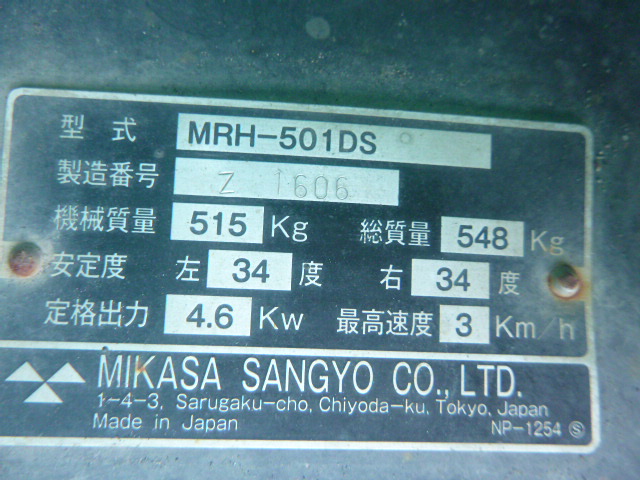 型式 MRH-501DS
製造番号 Z 1606
機械質量 515 Kg 総質量 548 Kg
安定度 左 34 度 右 34 度
定格出力 4.6 Kw 最高速度 3 Km/h
MIKASA SANGYO CO., LTD.
1-4-3, Sarugaku-cho, Chiyoda-ku, Tokyo, Japan
Made in Japan NP-1254 Ⓢ